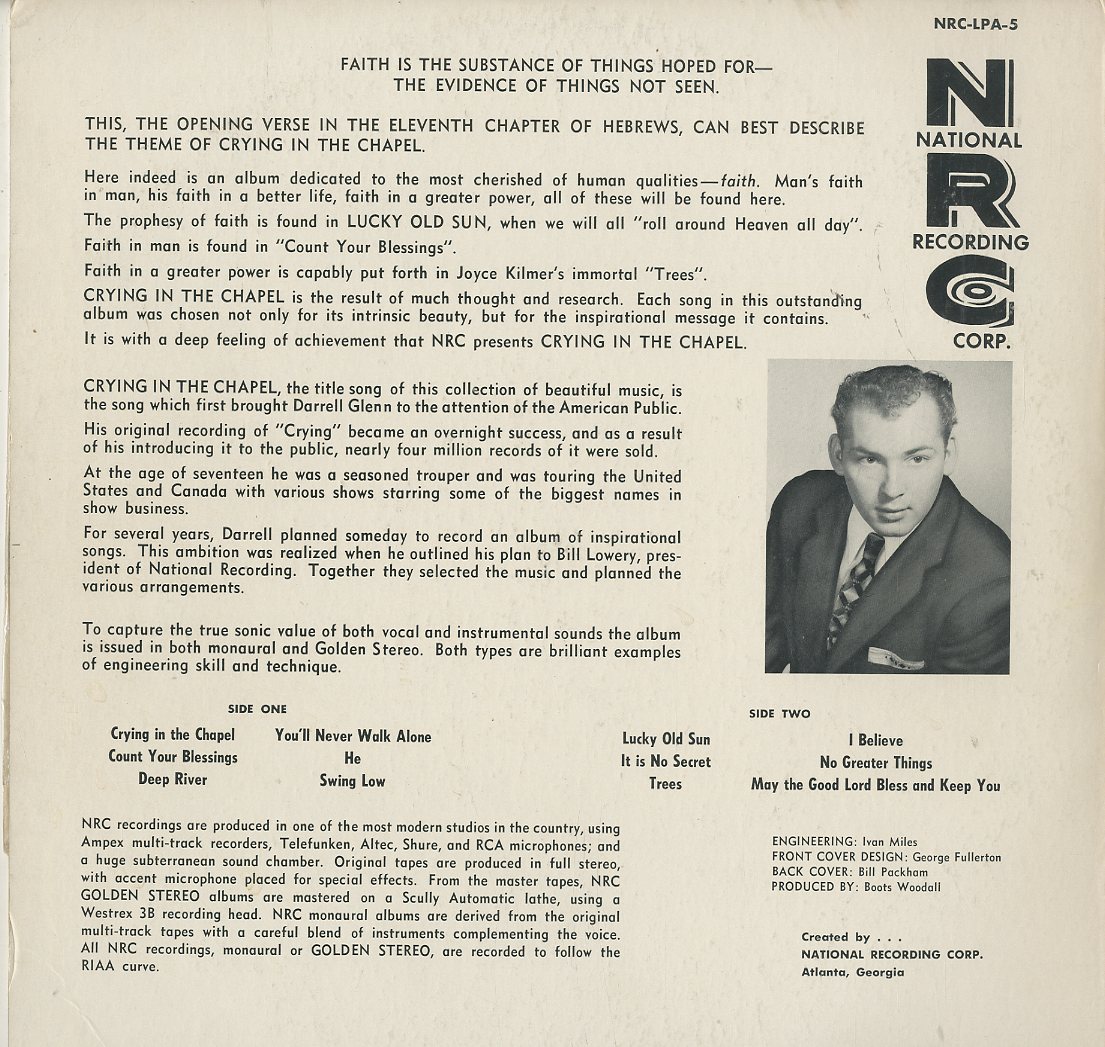 NRC-LPA-5
N
NATIONAL
R
RECORDING
C
CORP.
FAITH IS THE SUBSTANCE OF THINGS HOPED FOR—
THE EVIDENCE OF THINGS NOT SEEN.
THIS, THE OPENING VERSE IN THE ELEVENTH CHAPTER OF HEBREWS, CAN BEST DESCRIBE
THE THEME OF CRYING IN THE CHAPEL.
Here indeed is an album dedicated to the most cherished of human qualities—faith. Man's faith
in man, his faith in a better life, faith in a greater power, all of these will be found here.
The prophesy of faith is found in LUCKY OLD SUN, when we will all "roll around Heaven all day".
Faith in man is found in "Count Your Blessings".
Faith in a greater power is capably put forth in Joyce Kilmer's immortal "Trees".
CRYING IN THE CHAPEL is the result of much thought and research. Each song in this outstanding
album was chosen not only for its intrinsic beauty, but for the inspirational message it contains.
It is with a deep feeling of achievement that NRC presents CRYING IN THE CHAPEL.
CRYING IN THE CHAPEL, the title song of this collection of beautiful music, is
the song which first brought Darrell Glenn to the attention of the American Public.
His original recording of "Crying" became an overnight success, and as a result
of his introducing it to the public, nearly four million records of it were sold.
At the age of seventeen he was a seasoned trouper and was touring the United
States and Canada with various shows starring some of the biggest names in
show business.
For several years, Darrell planned someday to record an album of inspirational
songs. This ambition was realized when he outlined his plan to Bill Lowery, pres-
ident of National Recording. Together they selected the music and planned the
various arrangements.
To capture the true sonic value of both vocal and instrumental sounds the album
is issued in both monaural and Golden Stereo. Both types are brilliant examples
of engineering skill and technique.
SIDE ONE
Crying in the Chapel
Count Your Blessings
Deep River
You'll Never Walk Alone
He
Swing Low
SIDE TWO
Lucky Old Sun
It is No Secret
Trees
I Believe
No Greater Things
May the Good Lord Bless and Keep You
NRC recordings are produced in one of the most modern studios in the country, using
Ampex multi-track recorders, Telefunken, Altec, Shure, and RCA microphones; and
a huge subterranean sound chamber. Original tapes are produced in full stereo,
with accent microphone placed for special effects. From the master tapes, NRC
GOLDEN STEREO albums are mastered on a Scully Automatic lathe, using a
Westrex 3B recording head. NRC monaural albums are derived from the original
multi-track tapes with a careful blend of instruments complementing the voice.
All NRC recordings, monaural or GOLDEN STEREO, are recorded to follow the
RIAA curve.
ENGINEERING: Ivan Miles
FRONT COVER DESIGN: George Fullerton
BACK COVER: Bill Packham
PRODUCED BY: Boots Woodall
Created by . . .
NATIONAL RECORDING CORP.
Atlanta, Georgia